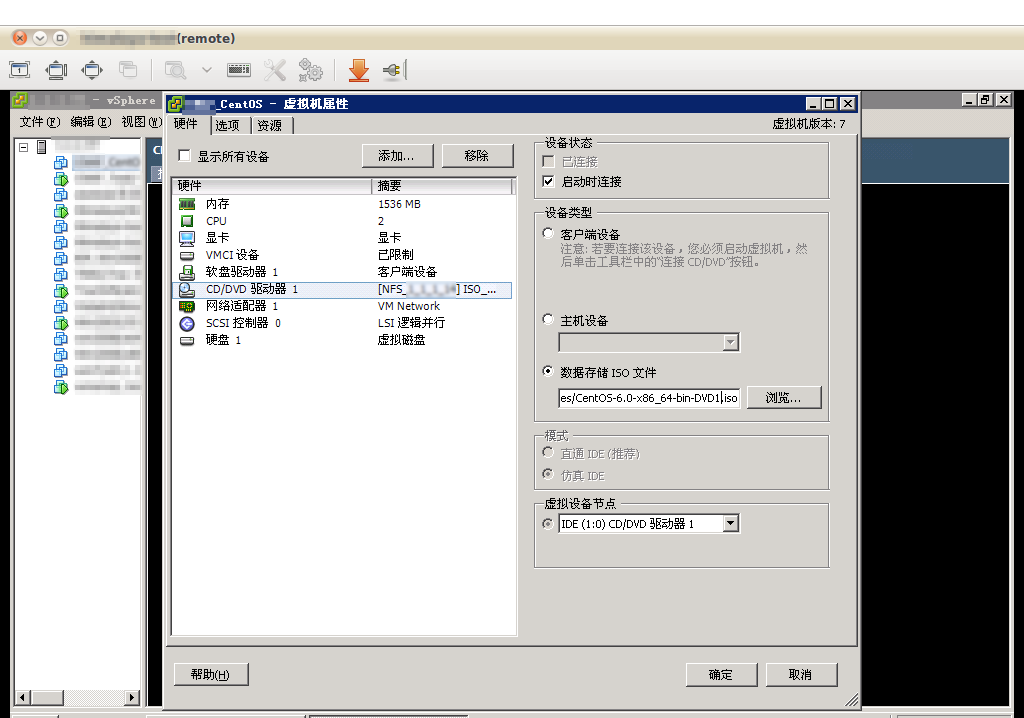 (remote)
- vSphere
_CentOS - 虚拟机属性
文件(F) 编辑(E) 视图(V)
硬件 选项 资源
虚拟机版本: 7
显示所有设备
添加...
移除
硬件 摘要
内存 1536 MB
CPU 2
显卡 显卡
VMCI 设备 已限制
软盘驱动器 1 客户端设备
CD/DVD 驱动器 1 [NFS_ ] ISO_...
网络适配器 1 VM Network
SCSI 控制器 0 LSI 逻辑并行
硬盘 1 虚拟磁盘
设备状态
已连接
启动时连接
设备类型
客户端设备
注意: 若要连接该设备，您必须启动虚拟机，然
后单击工具栏中的“连接 CD/DVD”按钮。
主机设备
数据存储 ISO 文件
es/CentOS-6.0-x86_64-bin-DVD1.iso
浏览...
模式
直通 IDE (推荐)
仿真 IDE
虚拟设备节点
IDE (1:0) CD/DVD 驱动器 1
帮助(H)
确定
取消